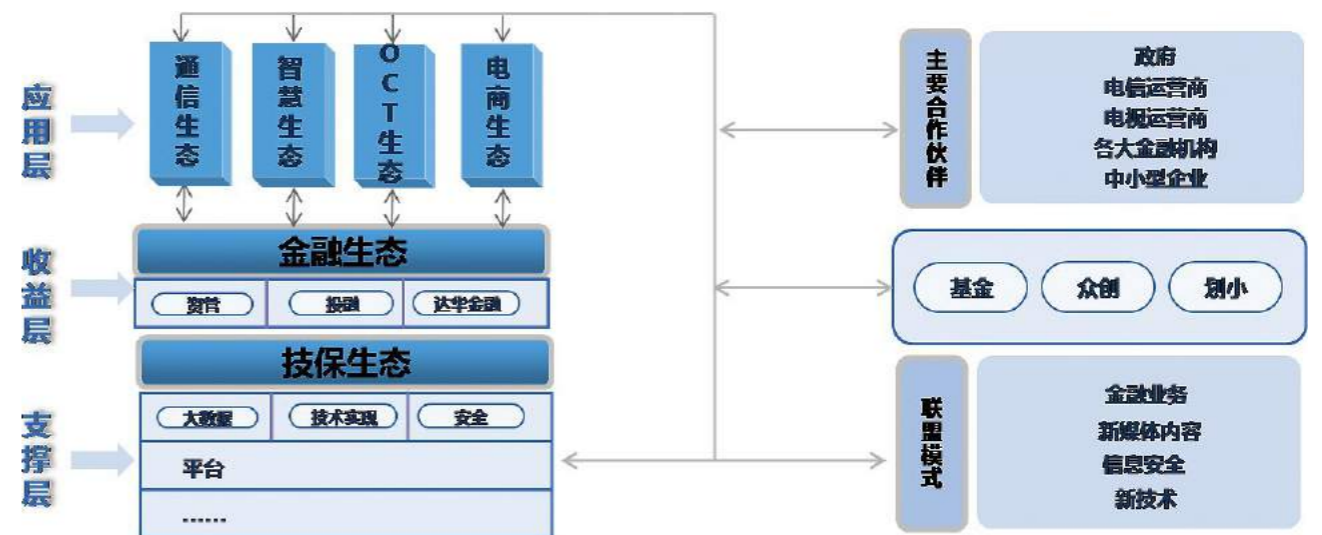 应用层
通信生态
智慧生态
OCT生态
电商生态
收益层
金融生态
资管
投融
达华金融
支撑层
技保生态
大数据
技术实现
安全
平台
……
主要合作伙伴
政府
电信运营商
电视运营商
各大金融机构
中小型企业
基金
众创
划小
联盟模式
金融业务
新媒体内容
信息安全
新技术